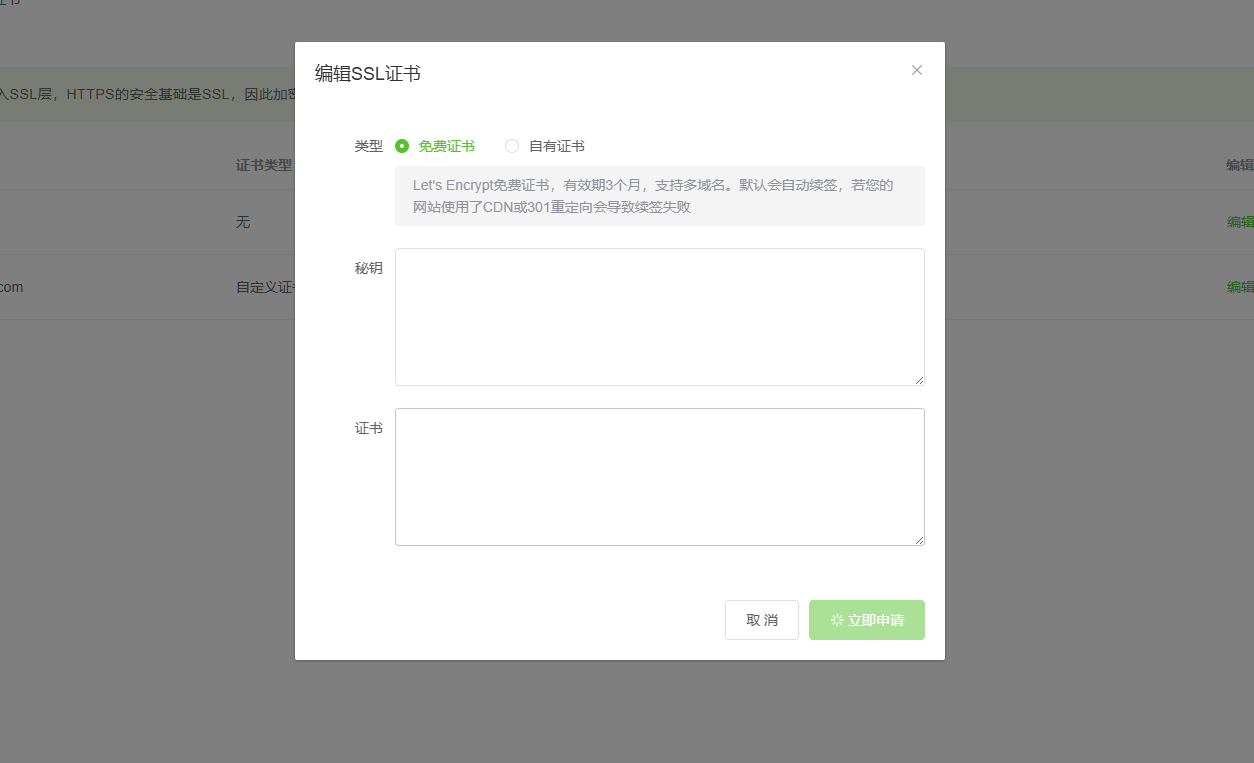 编辑SSL证书
入SSL层，HTTPS的安全基础是SSL，因此加密
类型 免费证书 自有证书
证书类型 编辑
Let's Encrypt免费证书，有效期3个月，支持多域名。默认会自动续签，若您的
网站使用了CDN或301重定向会导致续签失败
无 编辑
秘钥
com 自定义证 编辑
证书
取 消 立即申请